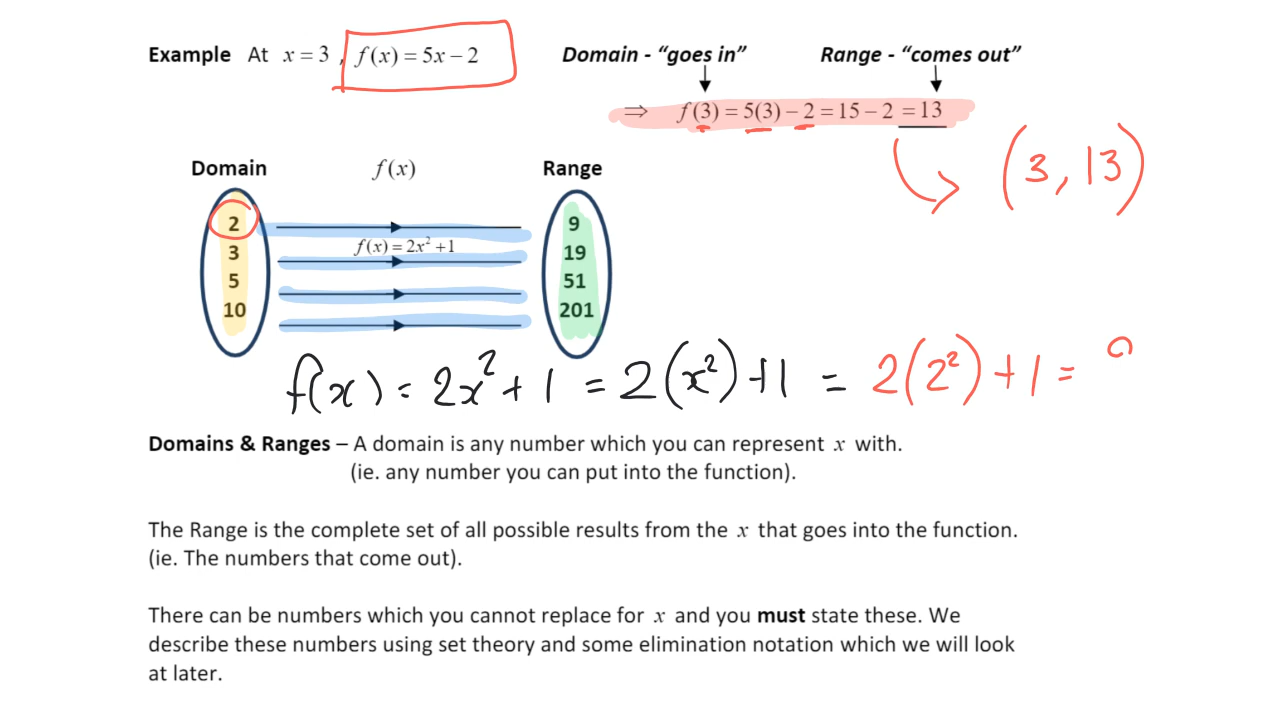 Example At x = 3, f(x) = 5x − 2
Domain - “goes in” Range - “comes out”
⇒ f(3) = 5(3) − 2 = 15 − 2 = 13
(3, 13)
Domain f(x) Range
2 9
f(x) = 2x² + 1
3 19
5 51
10 201
f(x) = 2x² + 1 = 2(x²) + 1 = 2(2²) + 1 =
Domains & Ranges – A domain is any number which you can represent x with.
(ie. any number you can put into the function).
The Range is the complete set of all possible results from the x that goes into the function.
(ie. The numbers that come out).
There can be numbers which you cannot replace for x and you must state these. We
describe these numbers using set theory and some elimination notation which we will look
at later.